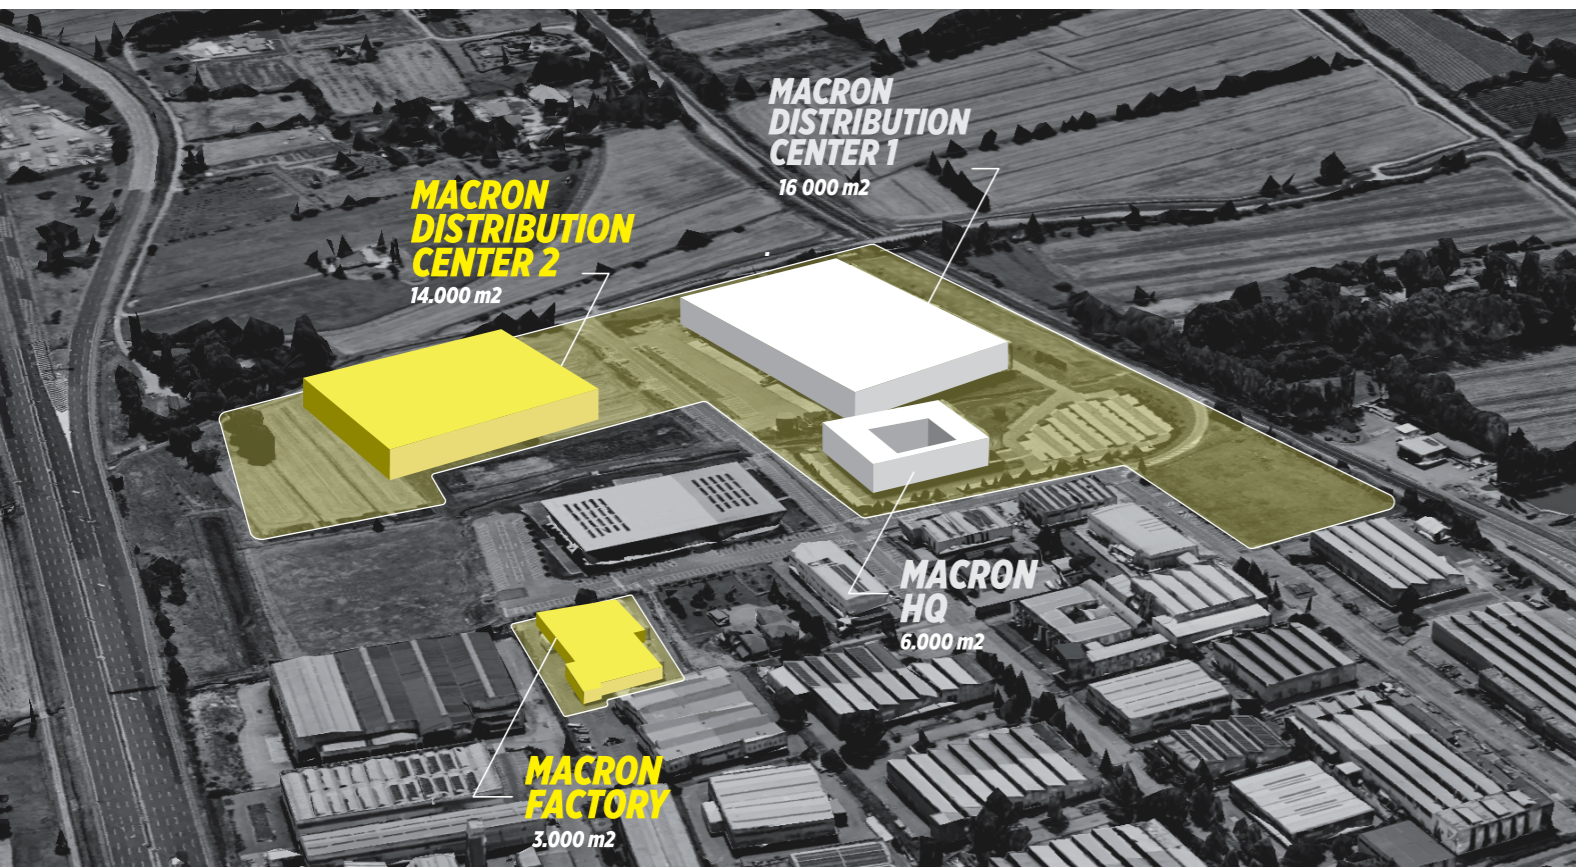 MACRON
DISTRIBUTION
CENTER 1
16 000 m2
MACRON
DISTRIBUTION
CENTER 2
14.000 m2
MACRON
HQ
6.000 m2
MACRON
FACTORY
3.000 m2